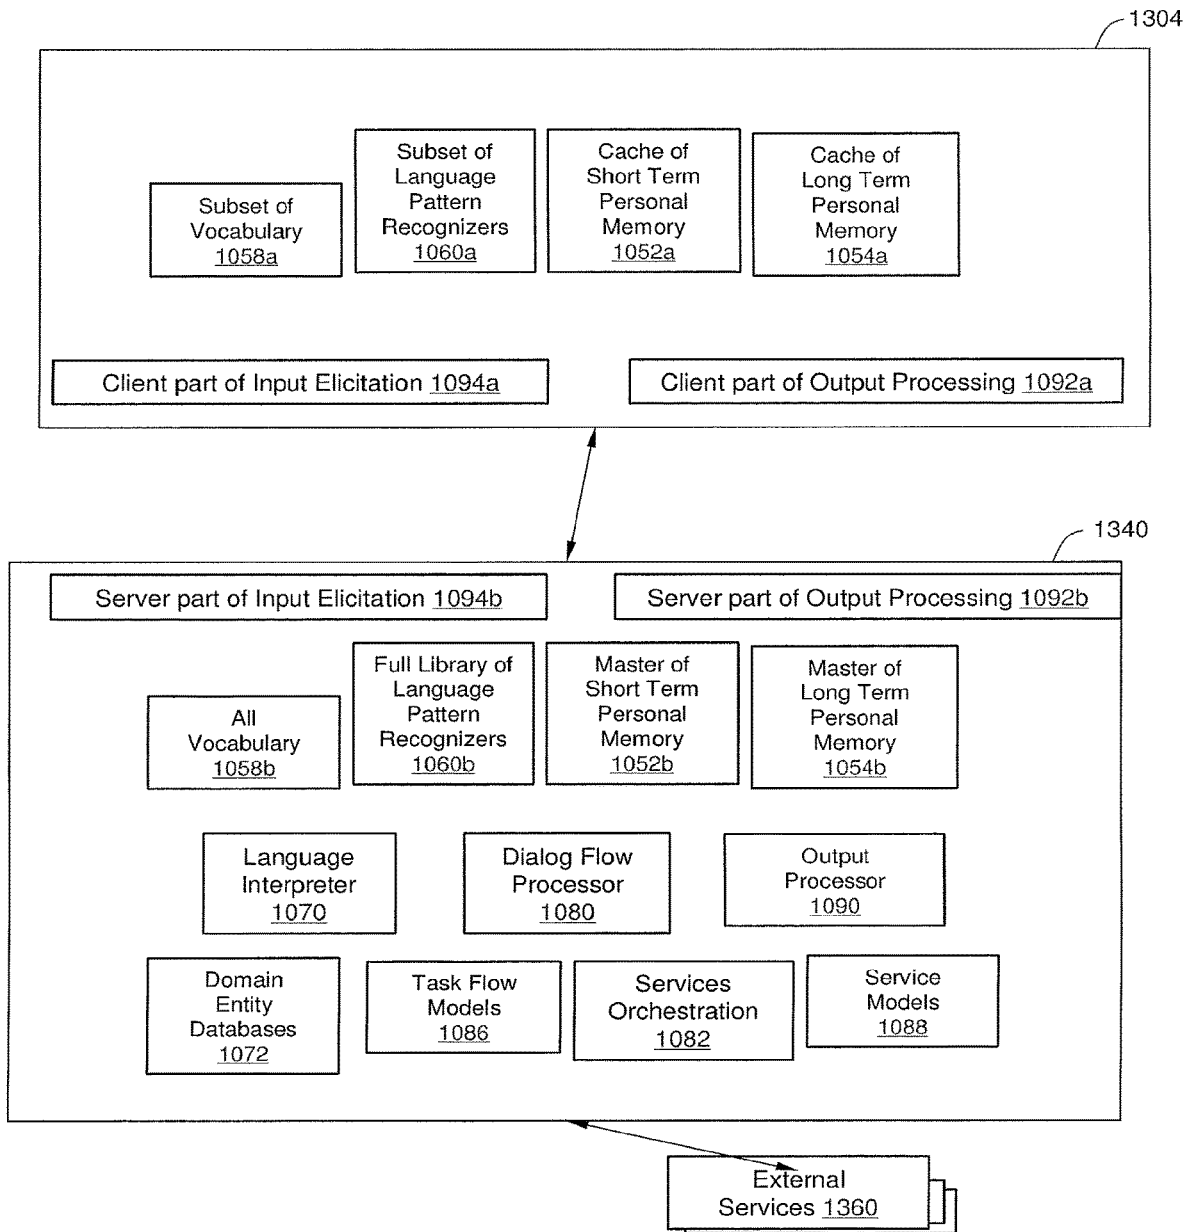 1304
Subset of
Vocabulary
1058a
Subset of
Language
Pattern
Recognizers
1060a
Cache of
Short Term
Personal
Memory
1052a
Cache of
Long Term
Personal
Memory
1054a
Client part of Input Elicitation 1094a
Client part of Output Processing 1092a
1340
Server part of Input Elicitation 1094b
Server part of Output Processing 1092b
All
Vocabulary
1058b
Full Library of
Language
Pattern
Recognizers
1060b
Master of
Short Term
Personal
Memory
1052b
Master of
Long Term
Personal
Memory
1054b
Language
Interpreter
1070
Dialog Flow
Processor
1080
Output
Processor
1090
Domain
Entity
Databases
1072
Task Flow
Models
1086
Services
Orchestration
1082
Service
Models
1088
External
Services 1360